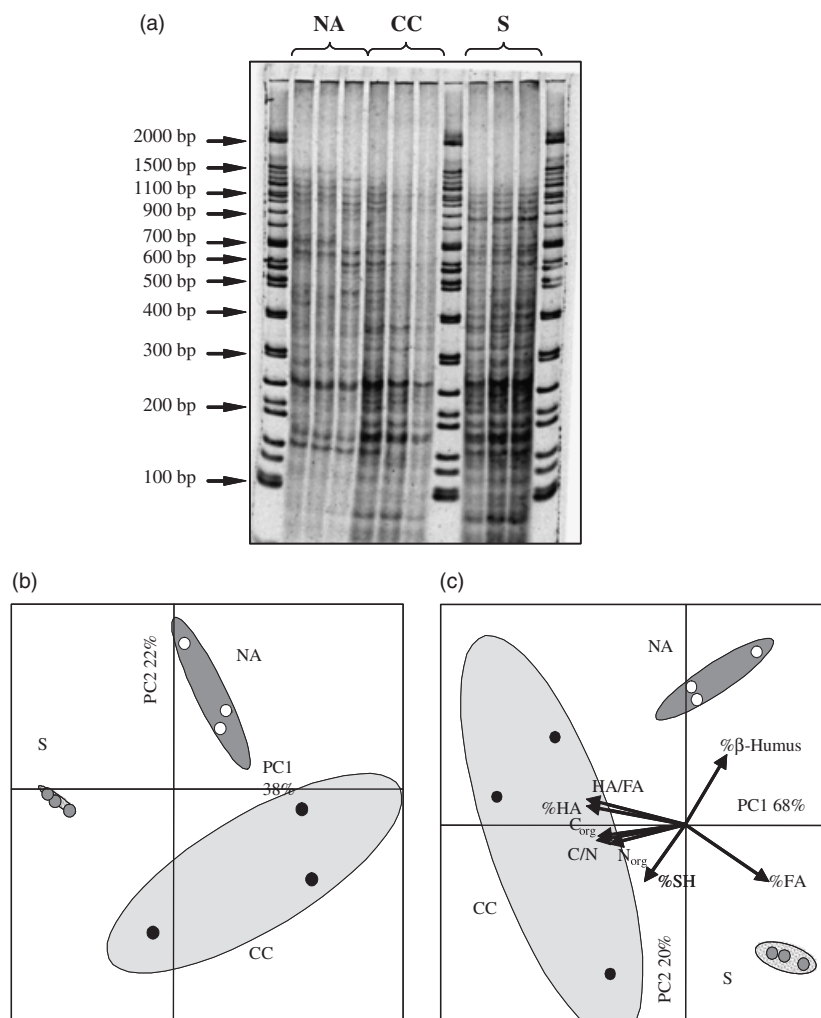 (a)
NA CC S
2000 bp
1500 bp
1100 bp
900 bp
700 bp
600 bp
500 bp
400 bp
300 bp
200 bp
100 bp
(b)
PC2 22%
NA
S
PC1
38%
CC
(c)
NA
%β-Humus
HA/FA
PC1 68%
%HA
Corg
C/N Norg
%SH %FA
CC
PC2 20%
S